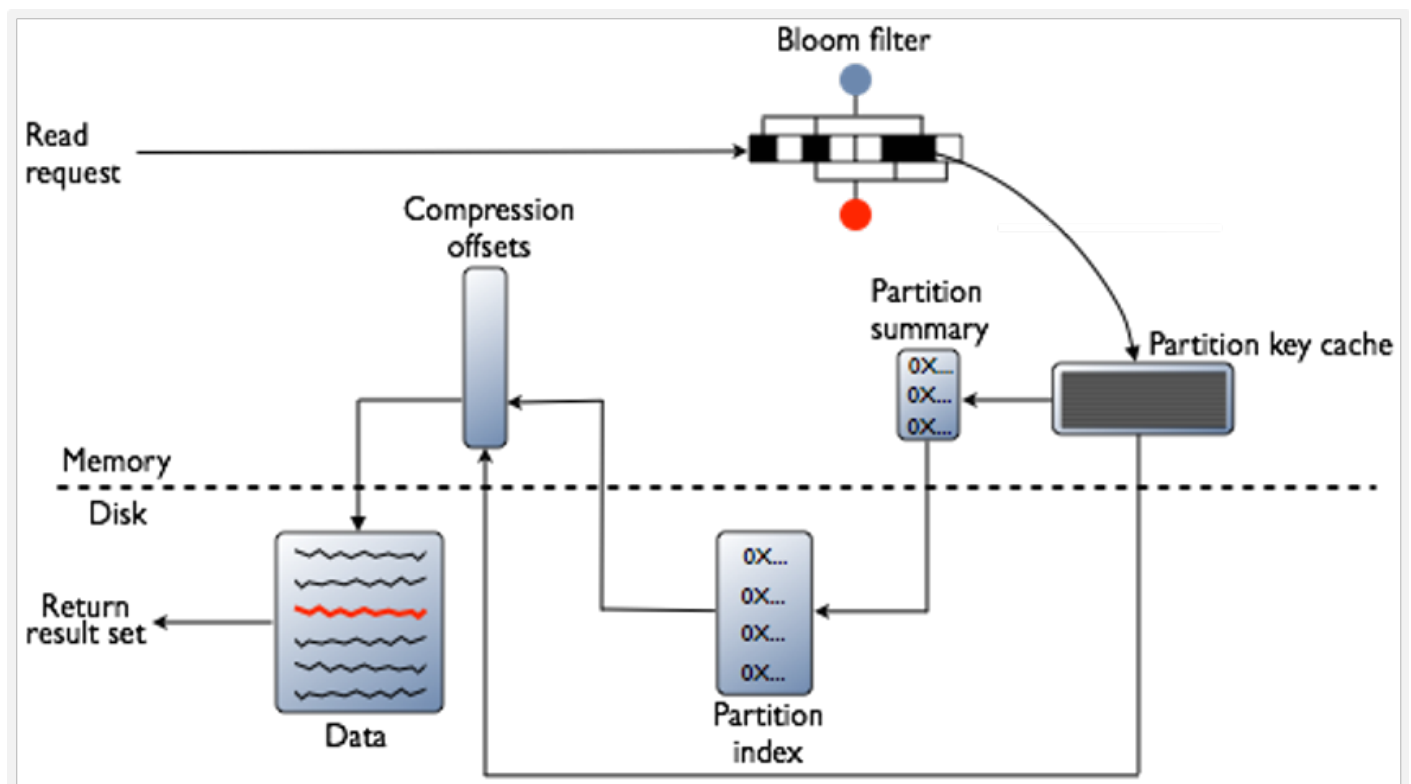 Bloom filter
Read
request
Compression
offsets
Partition
summary
Partition key cache
0X...
0X...
0X...
Memory
Disk
0X...
0X...
0X...
0X...
Return
result set
Data
Partition
index